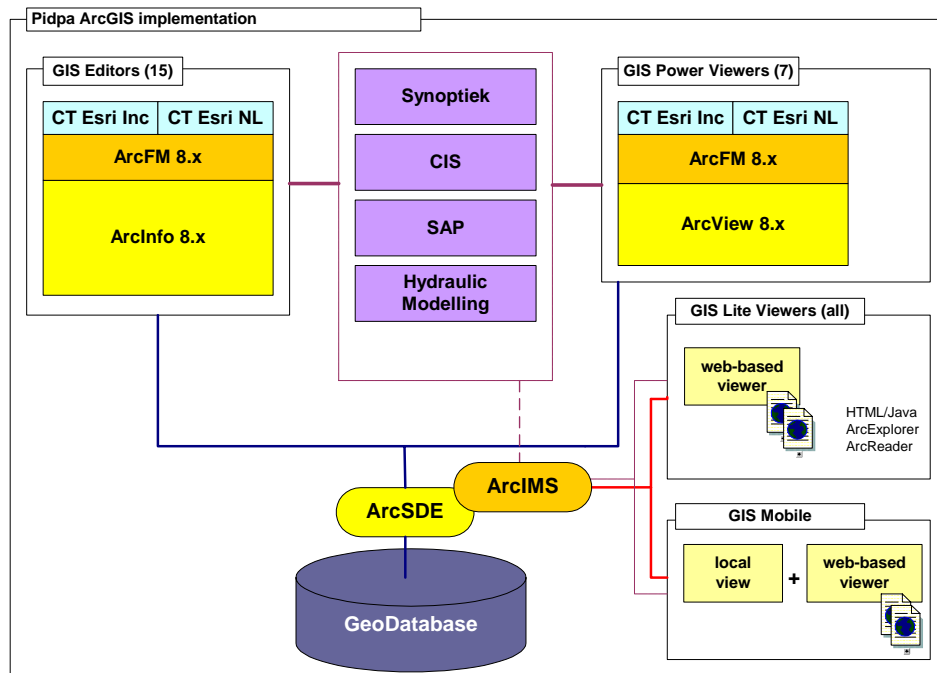 Pidpa ArcGIS implementation
GIS Editors (15)
CT Esri Inc
CT Esri NL
ArcFM 8.x
ArcInfo 8.x
Synoptiek
CIS
SAP
Hydraulic
Modelling
GIS Power Viewers (7)
CT Esri Inc
CT Esri NL
ArcFM 8.x
ArcView 8.x
GIS Lite Viewers (all)
web-based
viewer
HTML/Java
ArcExplorer
ArcReader
ArcIMS
ArcSDE
GeoDatabase
GIS Mobile
local
view
+
web-based
viewer